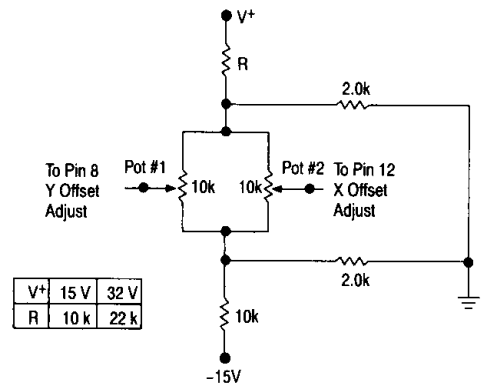 V+
R
2.0k
To Pin 8
Y Offset
Adjust
Pot #1
10k
10k
Pot #2
To Pin 12
X Offset
Adjust
2.0k
V+ 15 V 32 V
R 10 k 22 k
10k
–15V